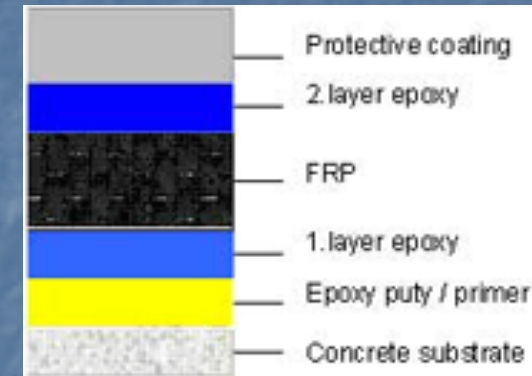 Protective coating
2.layer epoxy
FRP
1.layer epoxy
Epoxy puty / primer
Concrete substrate